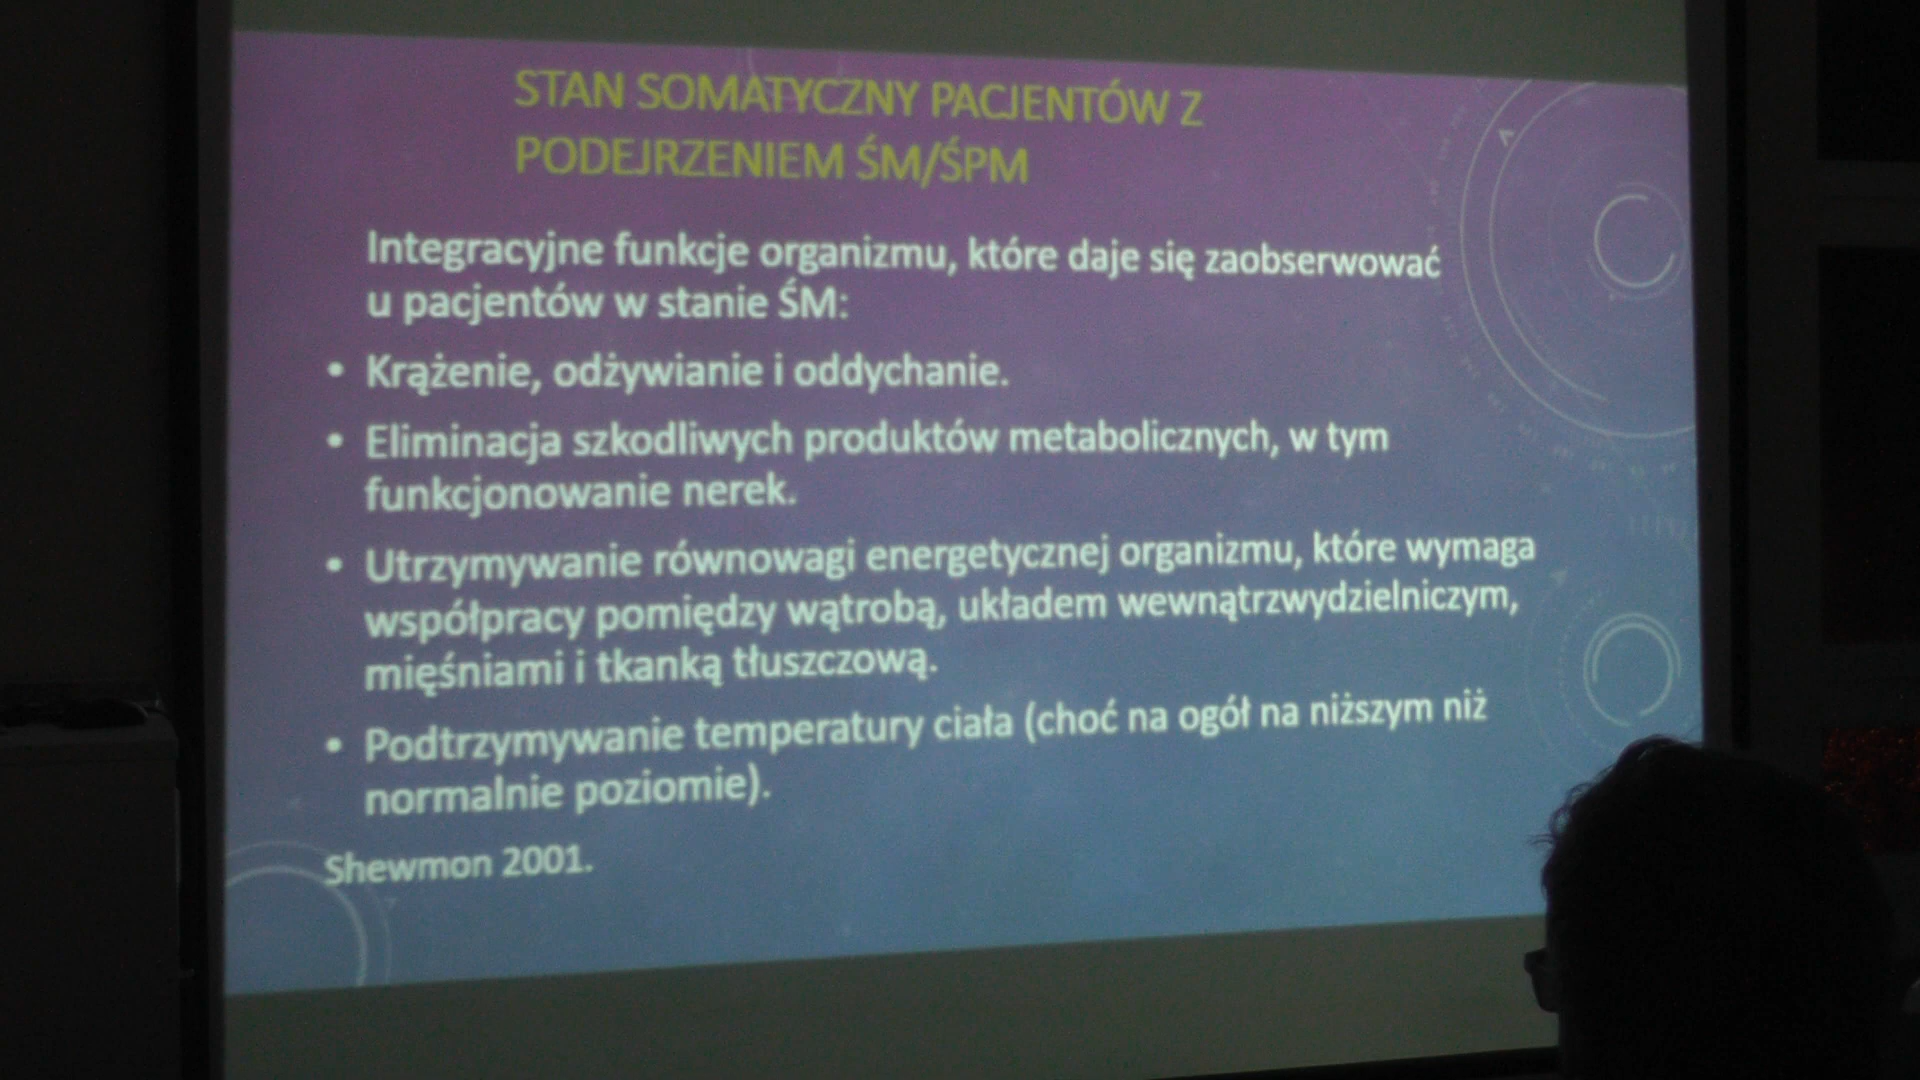 STAN SOMATYCZNY PACJENTÓW Z
PODEJRZENIEM ŚM/ŚPM
Integracyjne funkcje organizmu, które daje się zaobserwować
u pacjentów w stanie ŚM:
• Krążenie, odżywianie i oddychanie.
• Eliminacja szkodliwych produktów metabolicznych, w tym
funkcjonowanie nerek.
• Utrzymywanie równowagi energetycznej organizmu, które wymaga
współpracy pomiędzy wątrobą, układem wewnątrzwydzielniczym,
mięśniami i tkanką tłuszczową.
• Podtrzymywanie temperatury ciała (choć na ogół na niższym niż
normalnie poziomie).
Shewmon 2001.